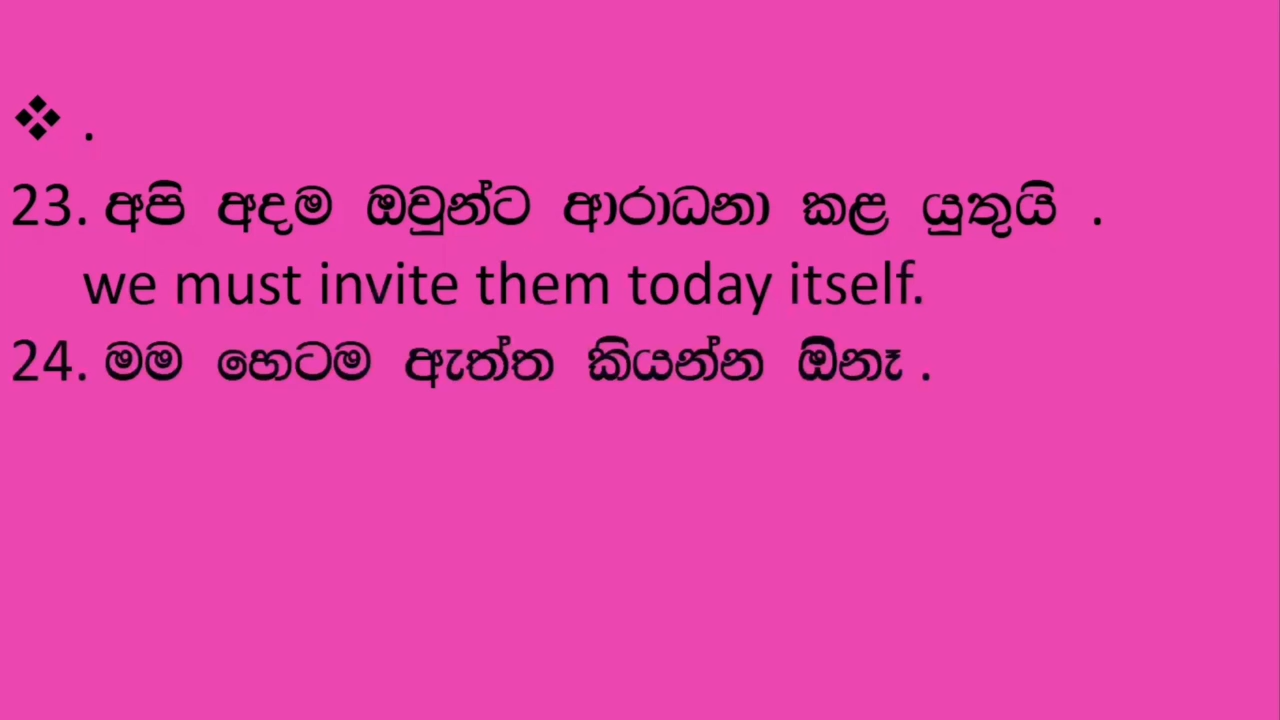 ❖ .
23. අපි අදම ඔවුන්ට ආරාධනා කළ යුතුයි .
we must invite them today itself.
24. මම හෙටම ඇත්ත කියන්න ඕනෑ .